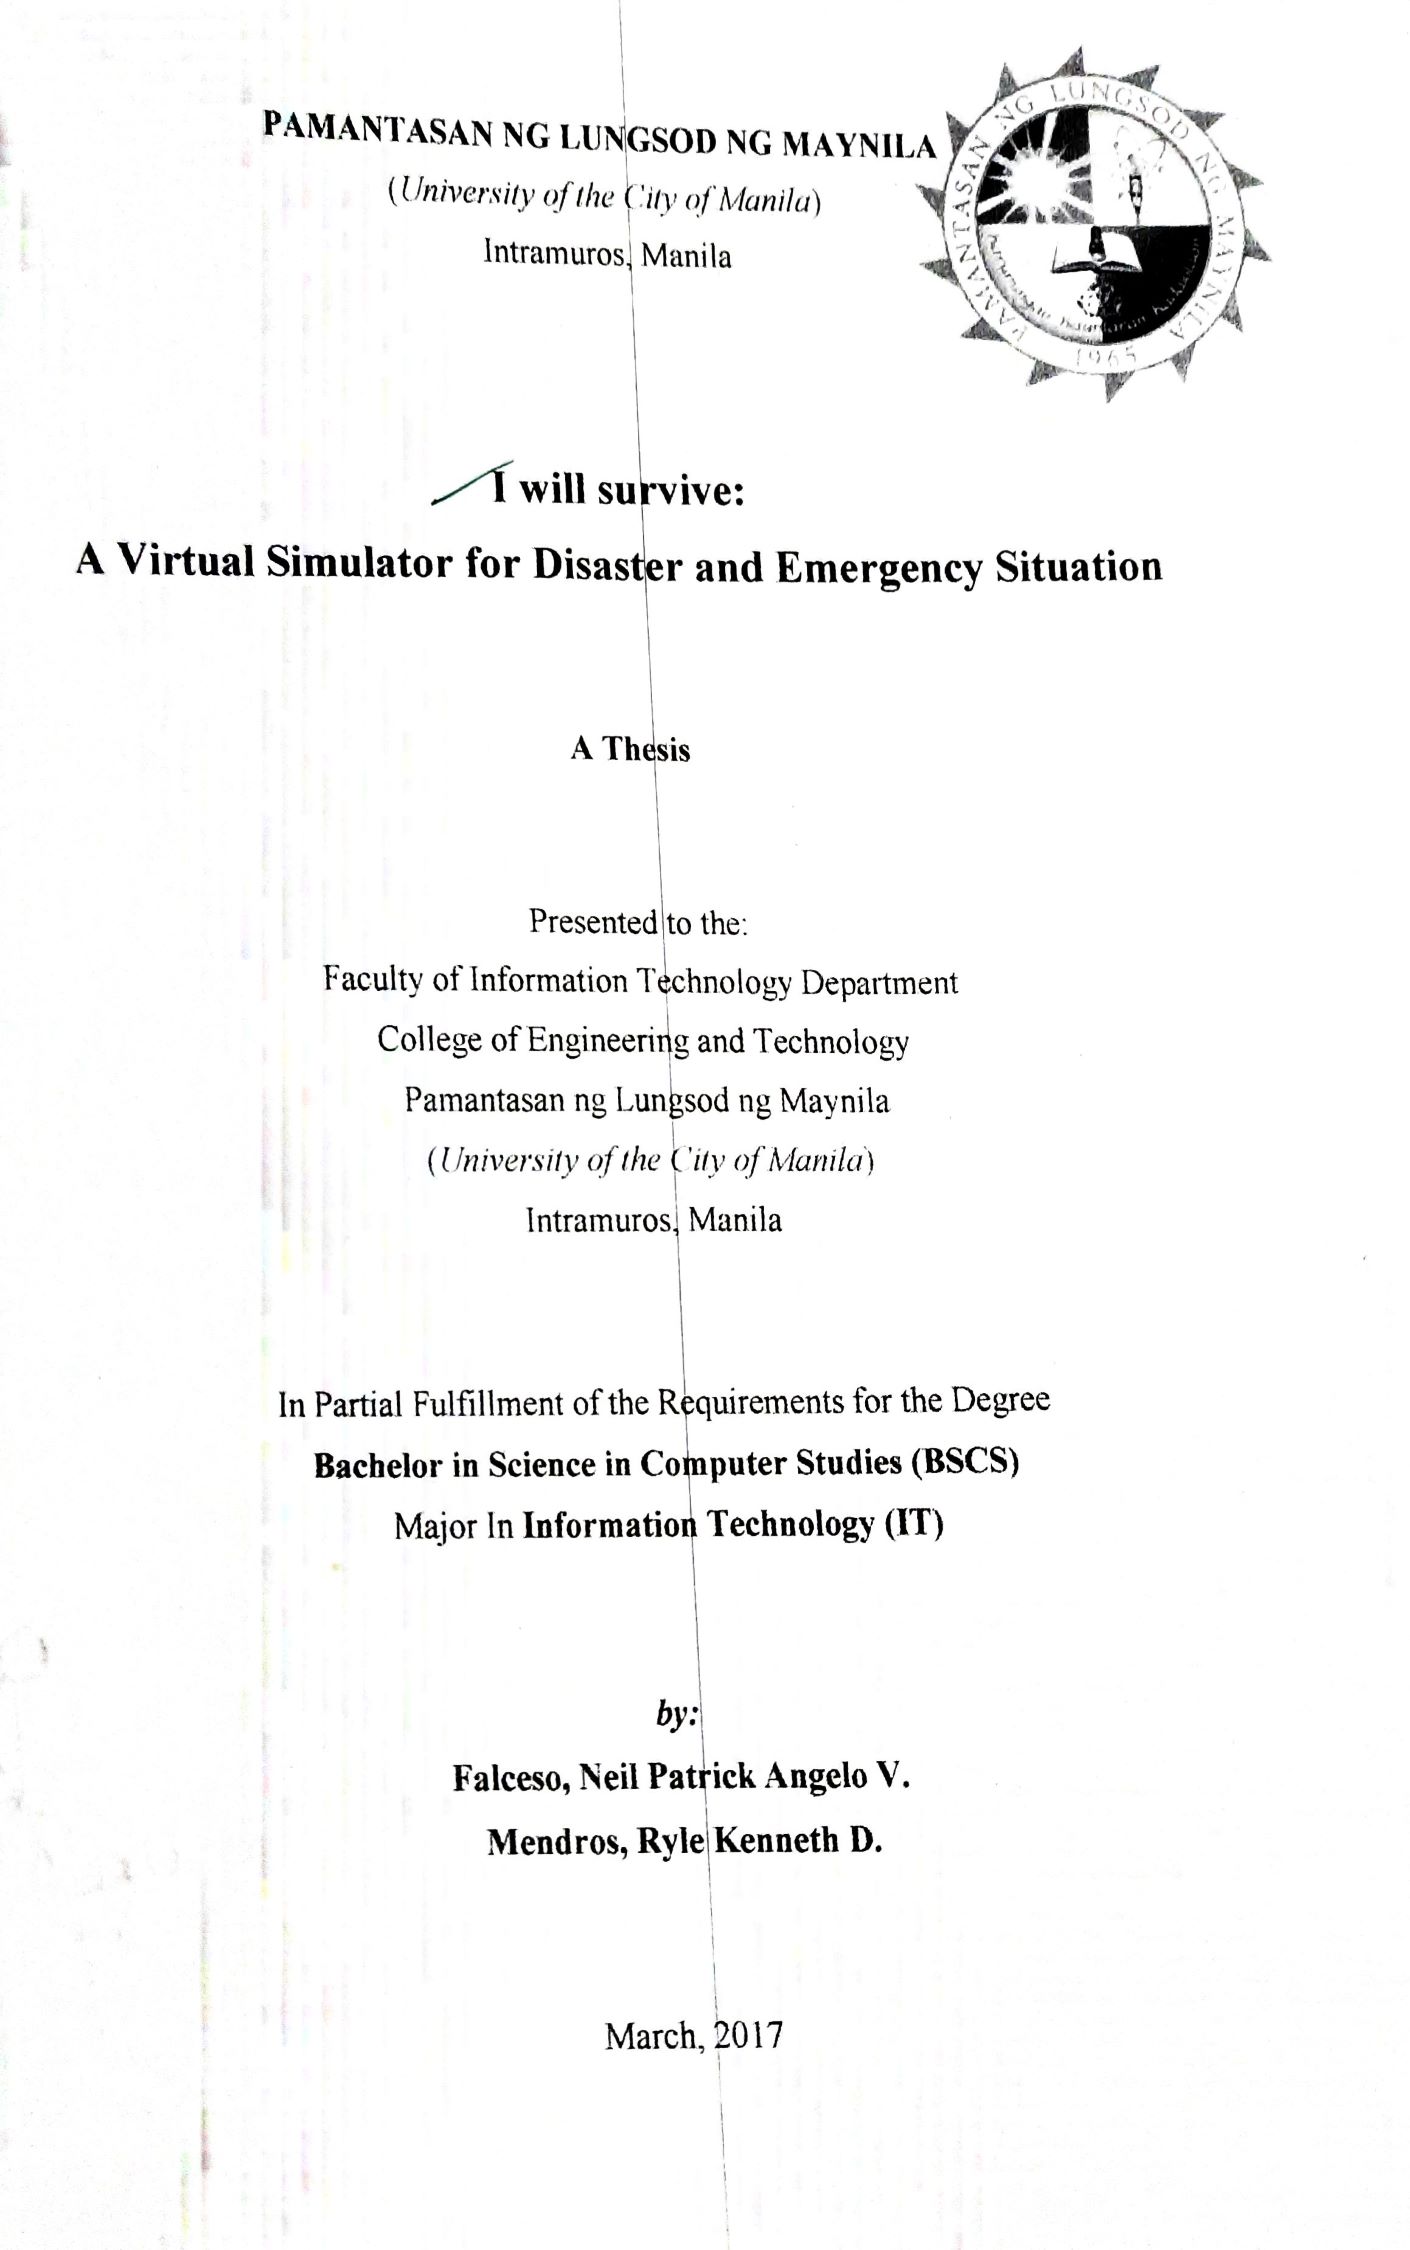 PAMANTASAN NG LUNGSOD NG MAYNILA
(University of the City of Manila)
Intramuros, Manila
PAMANTASAN NG LUNGSOD NG MAYNILA
1965
I will survive:
A Virtual Simulator for Disaster and Emergency Situation
A Thesis
Presented to the:
Faculty of Information Technology Department
College of Engineering and Technology
Pamantasan ng Lungsod ng Maynila
(University of the City of Manila)
Intramuros, Manila
In Partial Fulfillment of the Requirements for the Degree
Bachelor in Science in Computer Studies (BSCS)
Major In Information Technology (IT)
by:
Falceso, Neil Patrick Angelo V.
Mendros, Ryle Kenneth D.
March, 2017